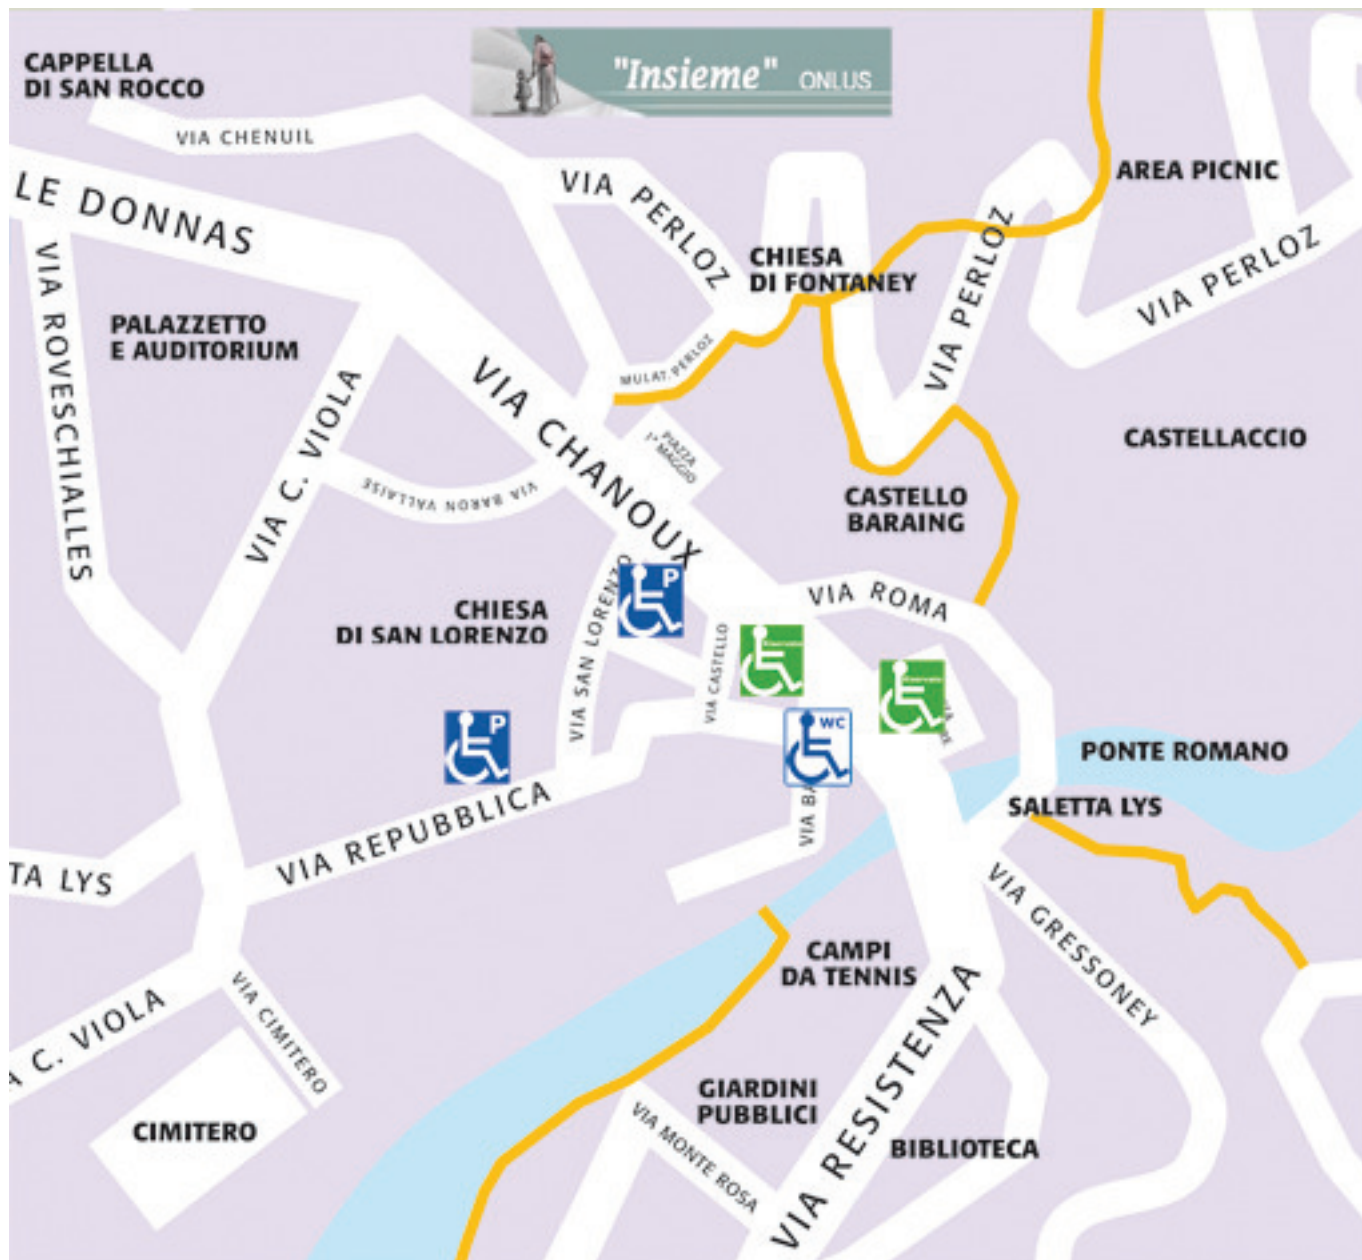 CAPPELLA
DI SAN ROCCO
"Insieme" ONLUS
VIA CHENUIL
AREA PICNIC
LE DONNAS
VIA PERLOZ
VIA PERLOZ
VIA PERLOZ
CHIESA
DI FONTANEY
VIA ROVESCHIALLES
PALAZZETTO
E AUDITORIUM
MULAT. PERLOZ
VIA CHANOUX
VIA C. VIOLA
PIAZZA
1° MAGGIO
CASTELLACCIO
VIA BARON VALLAISE
CASTELLO
BARAING
P
VIA ROMA
CHIESA
DI SAN LORENZO
VIA SAN LORENZO
VIA CASTELLO
P
WC
PONTE ROMANO
SALETTA LYS
VIA BA
VIA REPUBBLICA
TA LYS
VIA GRESSONEY
CAMPI
DA TENNIS
VIA CIMITERO
A C. VIOLA
VIA RESISTENZA
GIARDINI
PUBBLICI
VIA MONTE ROSA
CIMITERO
BIBLIOTECA